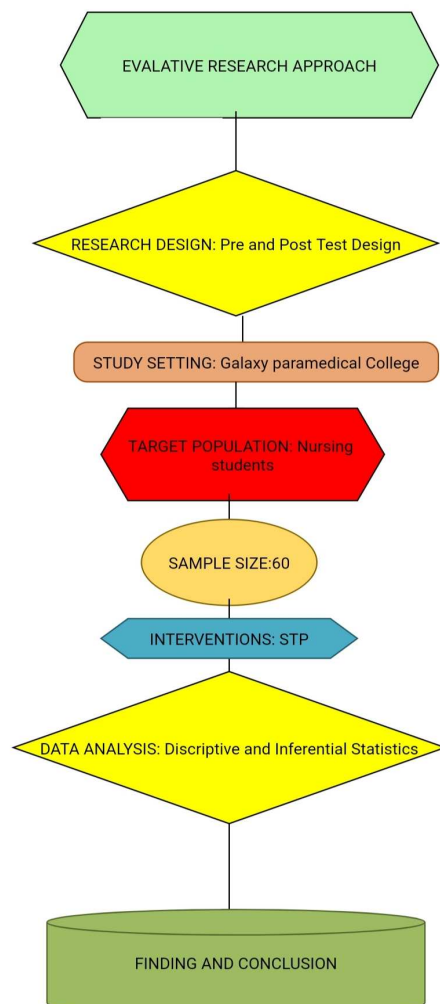 EVALATIVE RESEARCH APPROACH
RESEARCH DESIGN: Pre and Post Test Design
STUDY SETTING: Galaxy paramedical College
TARGET POPULATION: Nursing
students
SAMPLE SIZE:60
INTERVENTIONS: STP
DATA ANALYSIS: Discriptive and Inferential Statistics
FINDING AND CONCLUSION